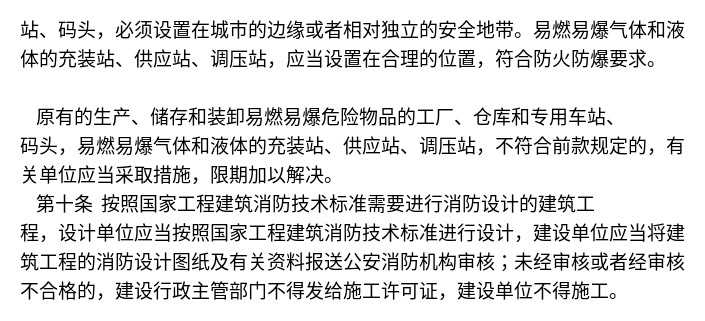 站、码头，必须设置在城市的边缘或者相对独立的安全地带。易燃易爆气体和液
体的充装站、供应站、调压站，应当设置在合理的位置，符合防火防爆要求。
原有的生产、储存和装卸易燃易爆危险物品的工厂、仓库和专用车站、
码头，易燃易爆气体和液体的充装站、供应站、调压站，不符合前款规定的，有
关单位应当采取措施，限期加以解决。
第十条 按照国家工程建筑消防技术标准需要进行消防设计的建筑工
程，设计单位应当按照国家工程建筑消防技术标准进行设计，建设单位应当将建
筑工程的消防设计图纸及有关资料报送公安消防机构审核；未经审核或者经审核
不合格的，建设行政主管部门不得发给施工许可证，建设单位不得施工。